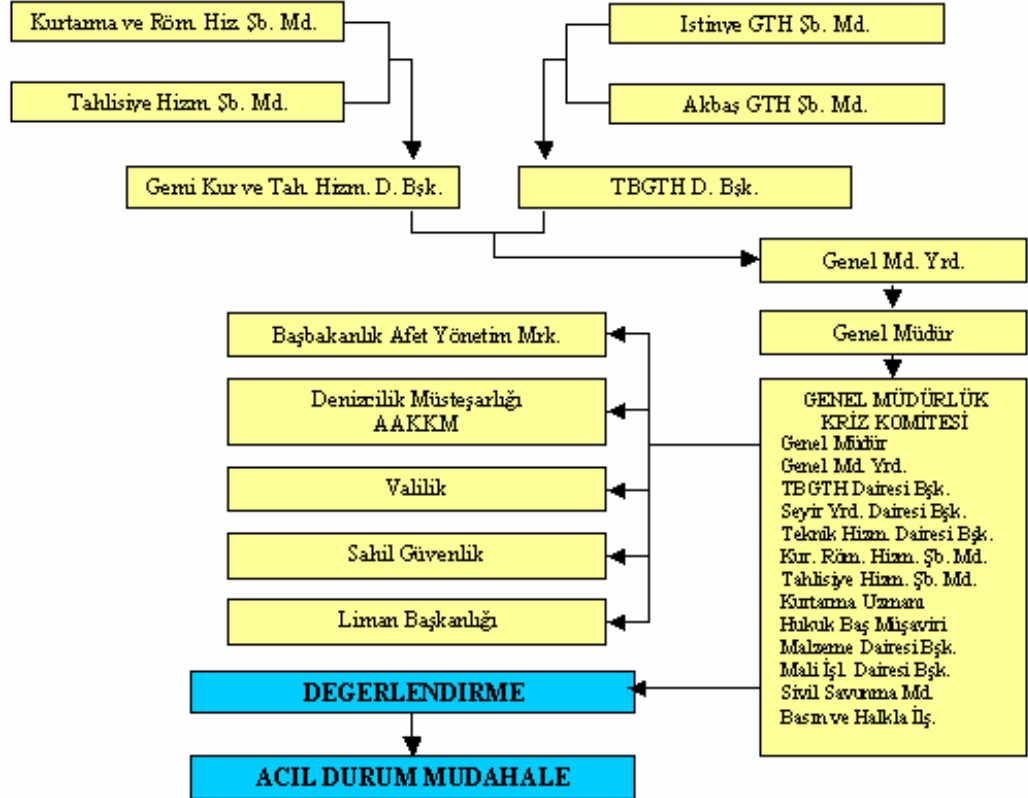 Kurtarma ve Röm. Hiz. Şb. Md.
Istinye GTH Şb. Md.
Tahlisiye Hizm. Şb. Md.
Akbaş GTH Şb. Md.
Gemi Kur ve Tah. Hizm. D. Bşk.
TBGTH D. Bşk.
Genel Md. Yrd.
Genel Müdür
Başbakanlık Afet Yönetim Mrk.
Denizcilik Müsteşarlığı
AAKKM
Valilik
Sahil Güvenlik
Liman Başkanlığı
GENEL MÜDÜRLÜK
KRİZ KOMİTESİ
Genel Müdür
Genel Md. Yrd.
TBGTH Dairesi Bşk.
Seyir Yrd. Dairesi Bşk.
Teknik Hizm. Dairesi Bşk.
Kur. Röm. Hizm. Şb. Md.
Tahlisiye Hizm. Şb. Md.
Kurtarma Uzmanı
Hukuk Baş Müşaviri
Malzeme Dairesi Bşk.
Mali İşl. Dairesi Bşk.
Sivil Savunma Md.
Basın ve Halkla İlş.
DEGERLENDIRME
ACIL DURUM MUDAHALE